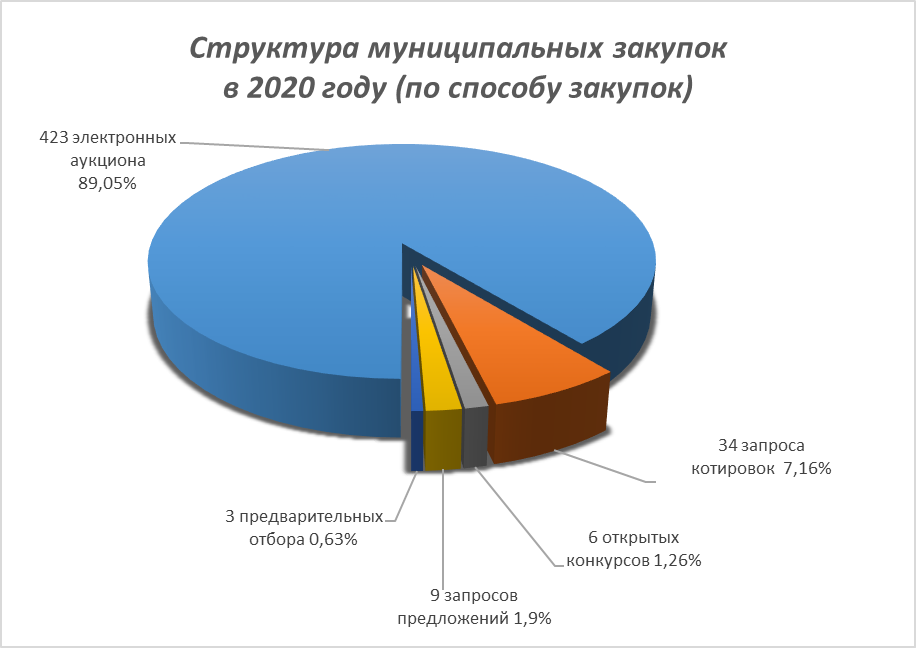 Структура муниципальных закупок
в 2020 году (по способу закупок)
423 электронных
аукциона
89,05%
34 запроса
котировок  7,16%
6 открытых
конкурсов 1,26%
3 предварительных
отбора 0,63%
9 запросов
предложений 1,9%